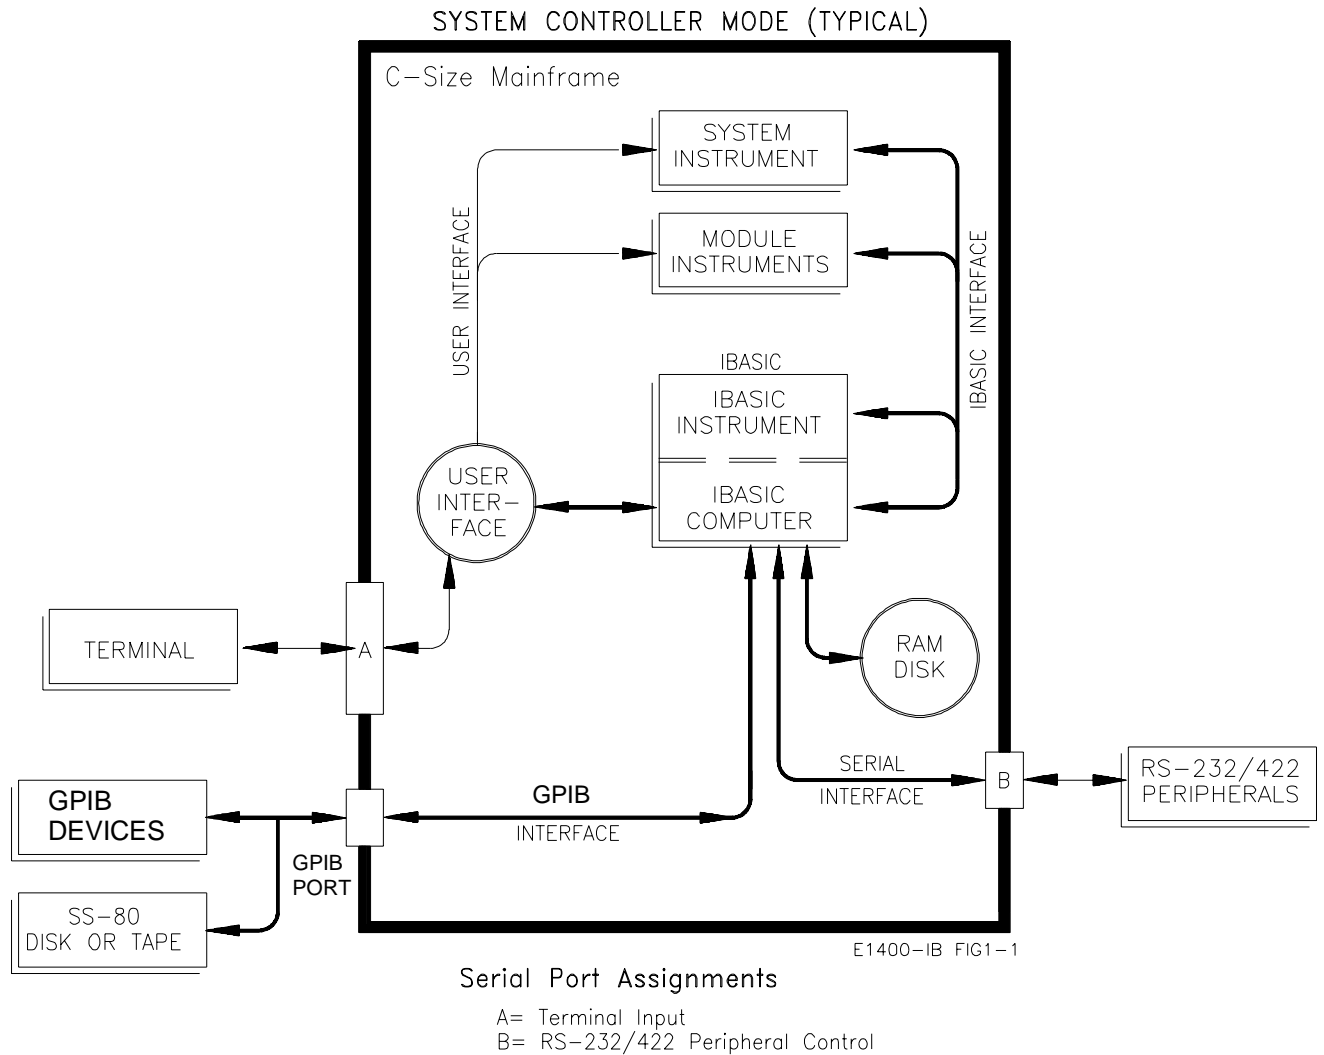 SYSTEM CONTROLLER MODE (TYPICAL)
C-Size Mainframe
SYSTEM
INSTRUMENT
MODULE
INSTRUMENTS
USER INTERFACE
IBASIC INTERFACE
IBASIC
IBASIC
INSTRUMENT
IBASIC
COMPUTER
USER
INTER-
FACE
TERMINAL
A
RAM
DISK
SERIAL
INTERFACE
B
RS-232/422
PERIPHERALS
GPIB
DEVICES
GPIB
INTERFACE
GPIB
PORT
SS-80
DISK OR TAPE
E1400-IB FIG1-1
Serial Port Assignments
A= Terminal Input
B= RS-232/422 Peripheral Control